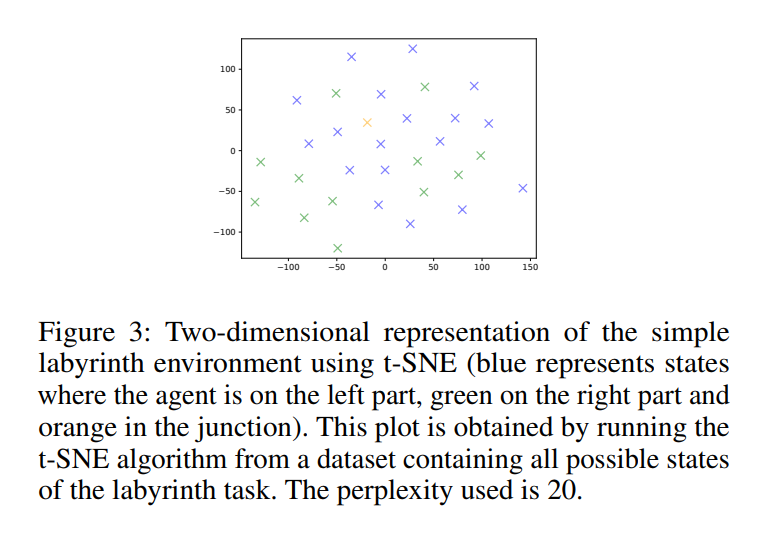 100
50
0
−50
−100
−100
−50
0
50
100
150
Figure 3: Two-dimensional representation of the simple
labyrinth environment using t-SNE (blue represents states
where the agent is on the left part, green on the right part and
orange in the junction). This plot is obtained by running the
t-SNE algorithm from a dataset containing all possible states
of the labyrinth task. The perplexity used is 20.